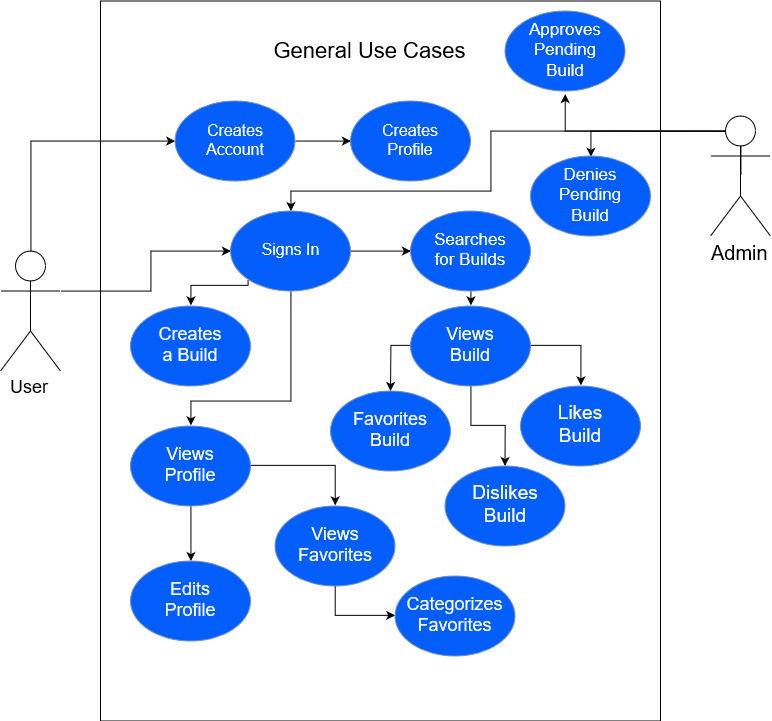 General Use Cases
Approves
Pending
Build
Creates
Account
Creates
Profile
Denies
Pending
Build
Admin
Signs In
Searches
for Builds
User
Creates
a Build
Views
Build
Favorites
Build
Likes
Build
Views
Profile
Dislikes
Build
Views
Favorites
Edits
Profile
Categorizes
Favorites